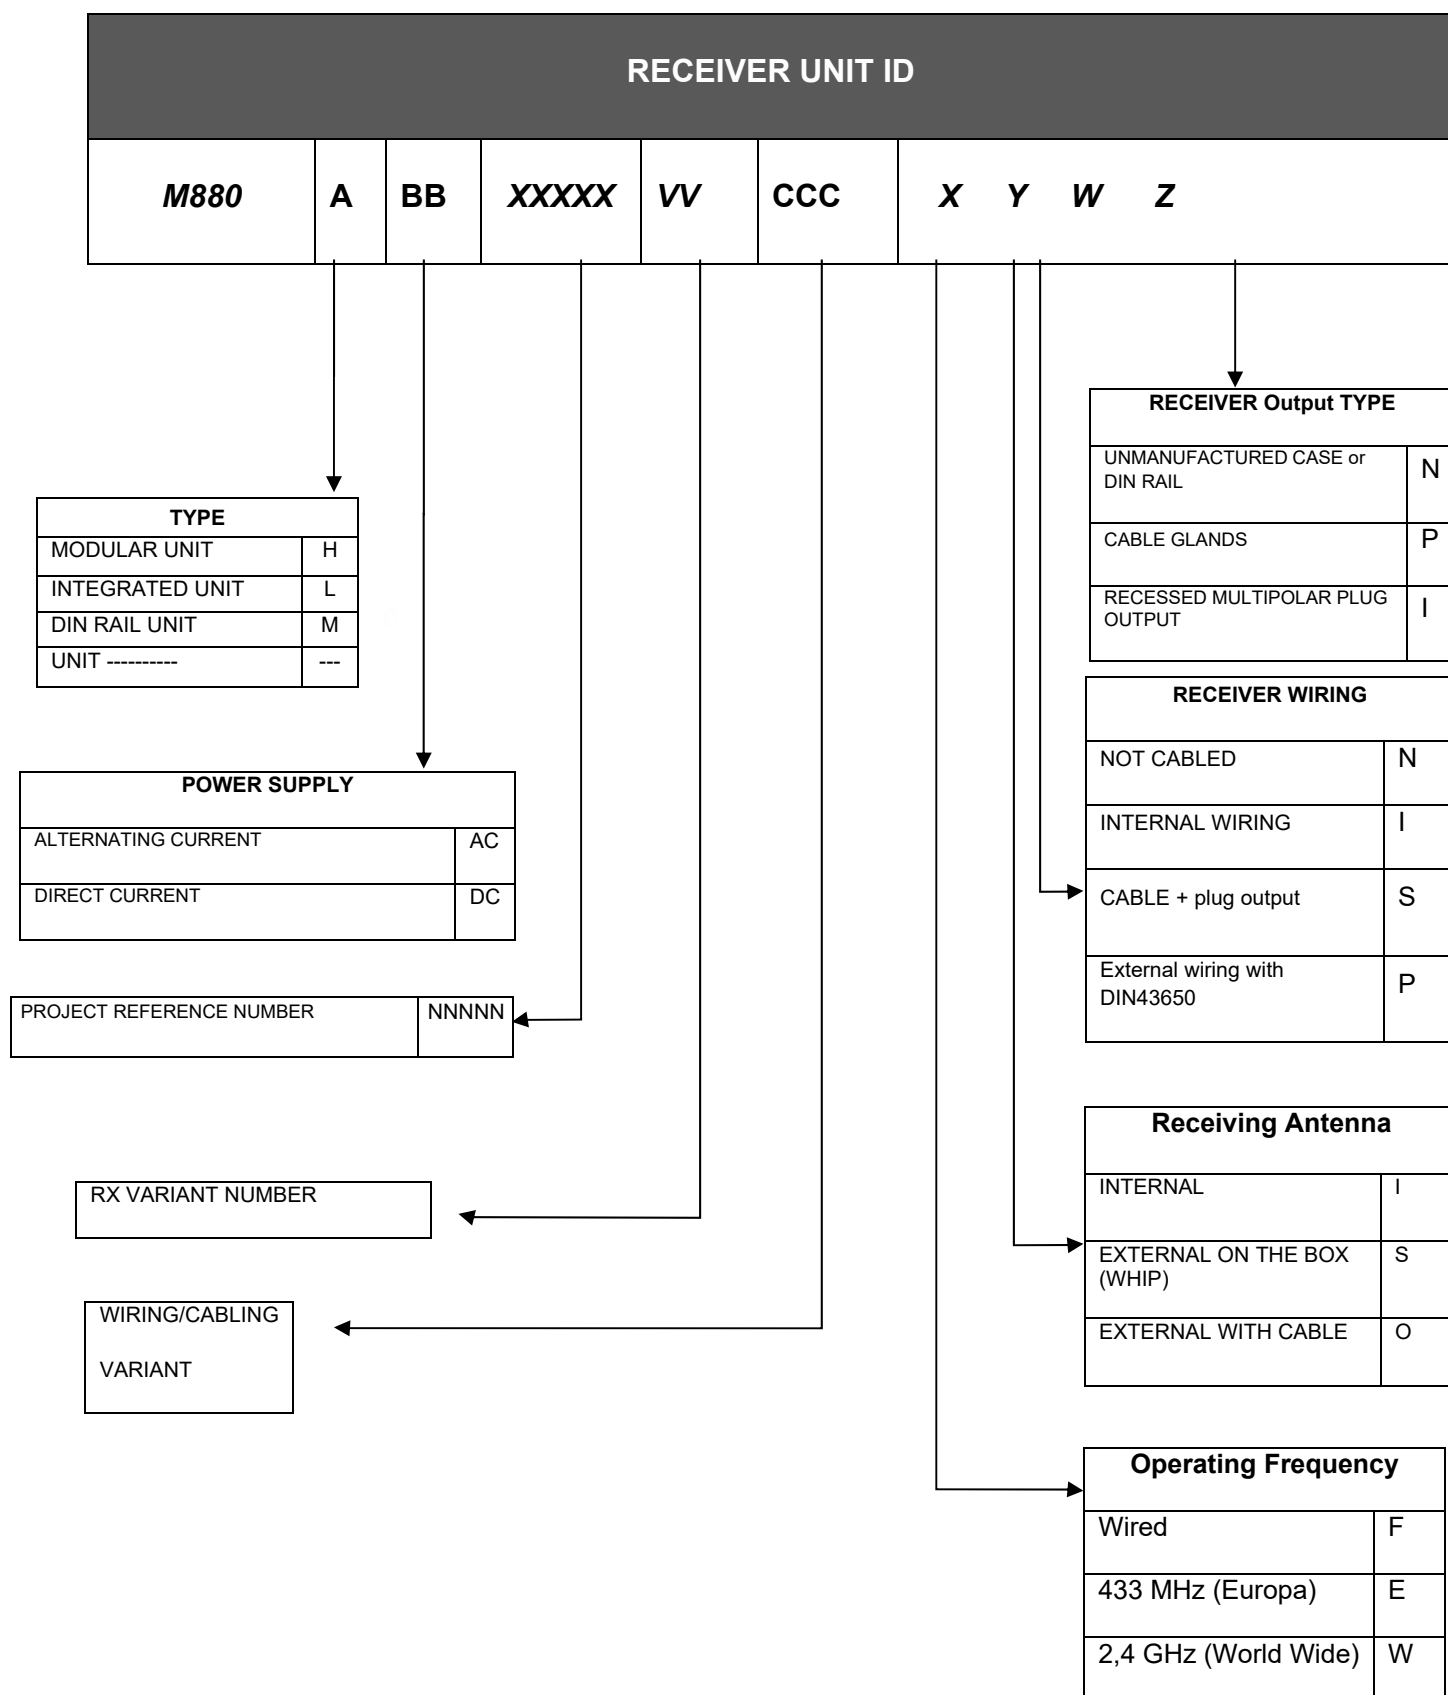 RECEIVER UNIT ID
M880 A BB XXXXX VV CCC X Y W Z
RECEIVER Output TYPE
UNMANUFACTURED CASE or
DIN RAIL
N
CABLE GLANDS P
RECESSED MULTIPOLAR PLUG
OUTPUT
I
TYPE
MODULAR UNIT H
INTEGRATED UNIT L
DIN RAIL UNIT M
UNIT ---------- ---
RECEIVER WIRING
NOT CABLED N
INTERNAL WIRING I
CABLE + plug output S
External wiring with
DIN43650
P
POWER SUPPLY
ALTERNATING CURRENT AC
DIRECT CURRENT DC
PROJECT REFERENCE NUMBER NNNNN
Receiving Antenna
INTERNAL I
EXTERNAL ON THE BOX S
(WHIP)
EXTERNAL WITH CABLE O
RX VARIANT NUMBER
WIRING/CABLING
VARIANT
Operating Frequency
Wired F
433 MHz (Europa) E
2,4 GHz (World Wide) W